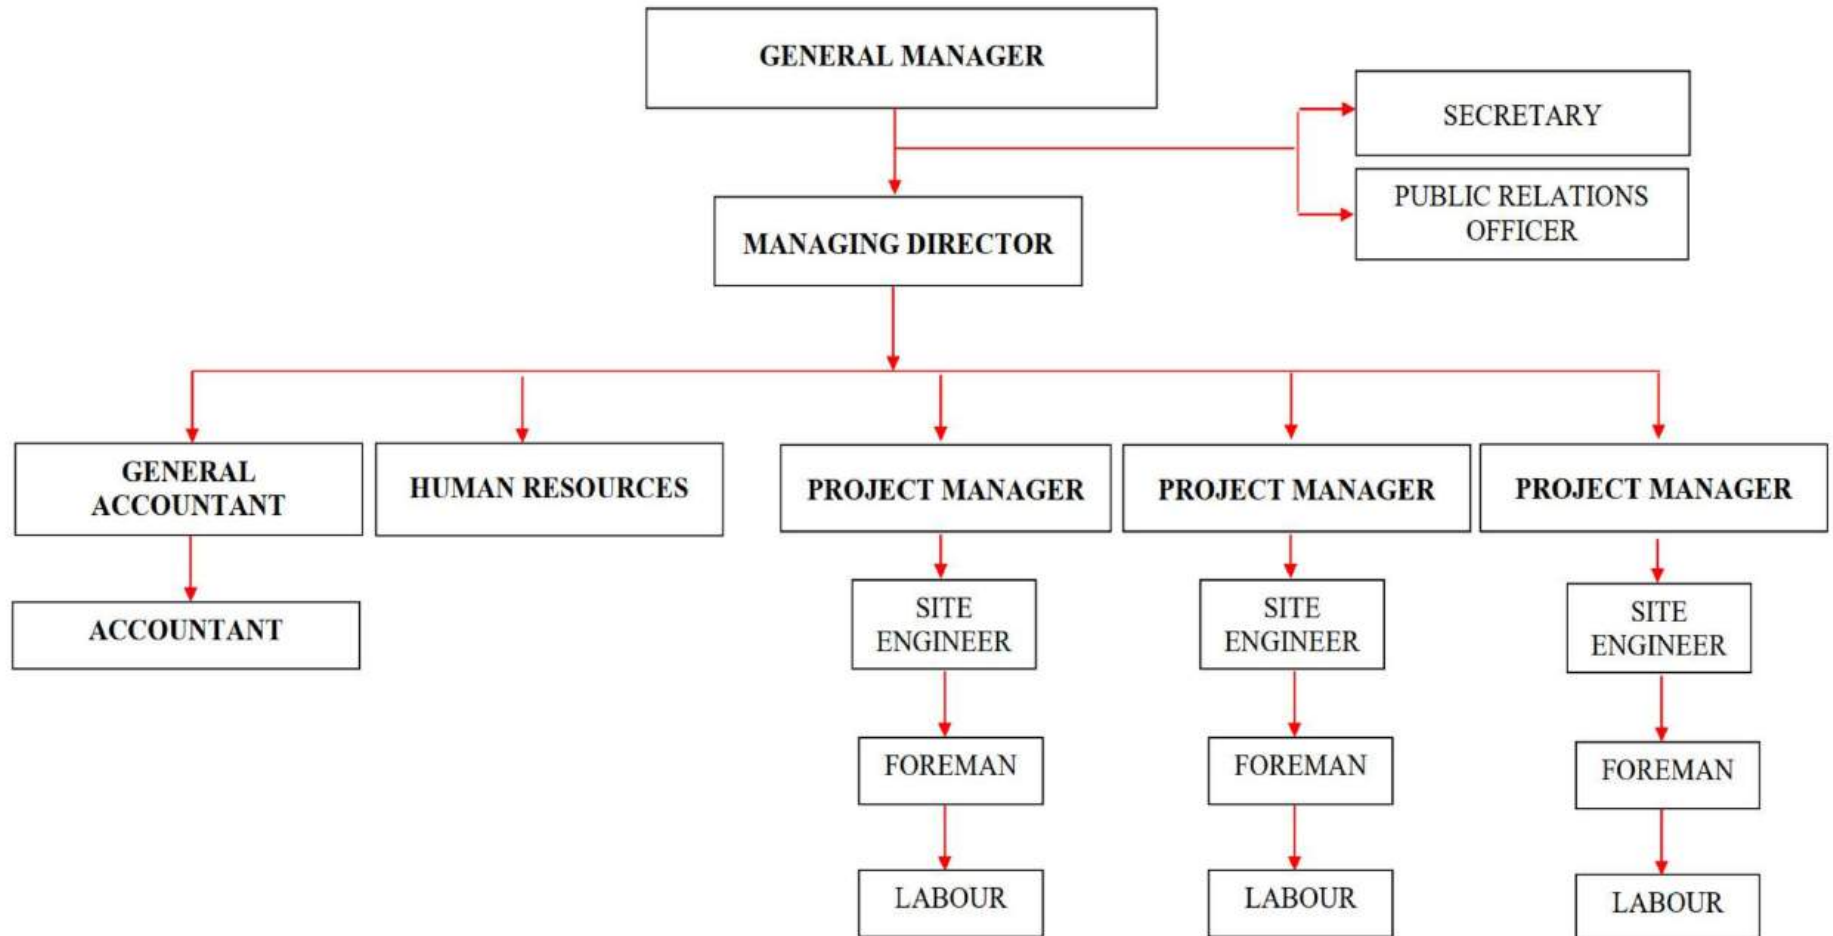 GENERAL MANAGER
SECRETARY
PUBLIC RELATIONS
OFFICER
MANAGING DIRECTOR
GENERAL
ACCOUNTANT
HUMAN RESOURCES
PROJECT MANAGER
PROJECT MANAGER
PROJECT MANAGER
ACCOUNTANT
SITE
ENGINEER
SITE
ENGINEER
SITE
ENGINEER
FOREMAN
FOREMAN
FOREMAN
LABOUR
LABOUR
LABOUR